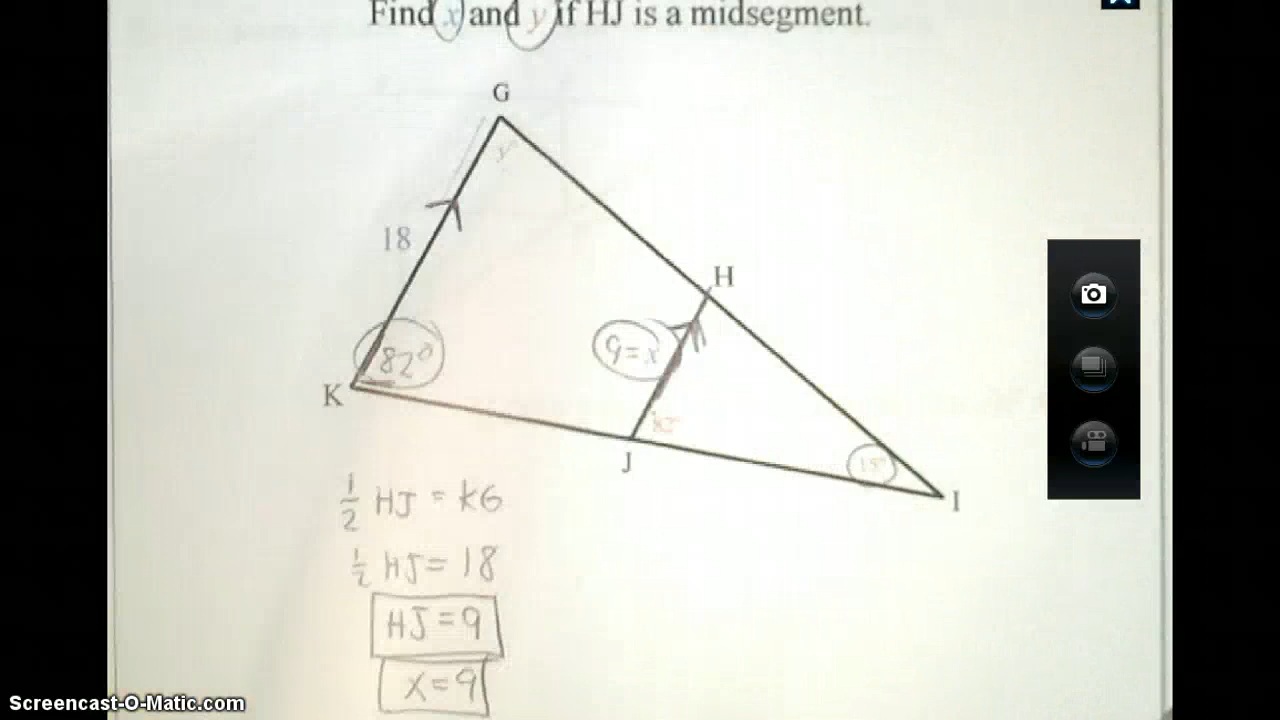 Find x and y if HJ is a midsegment.
G
y°
18
H
82°
9=x
K
82°
J
15°
I
1/2 HJ = KG
1/2 HJ = 18
HJ = 9
X=9
Screencast-O-Matic.com